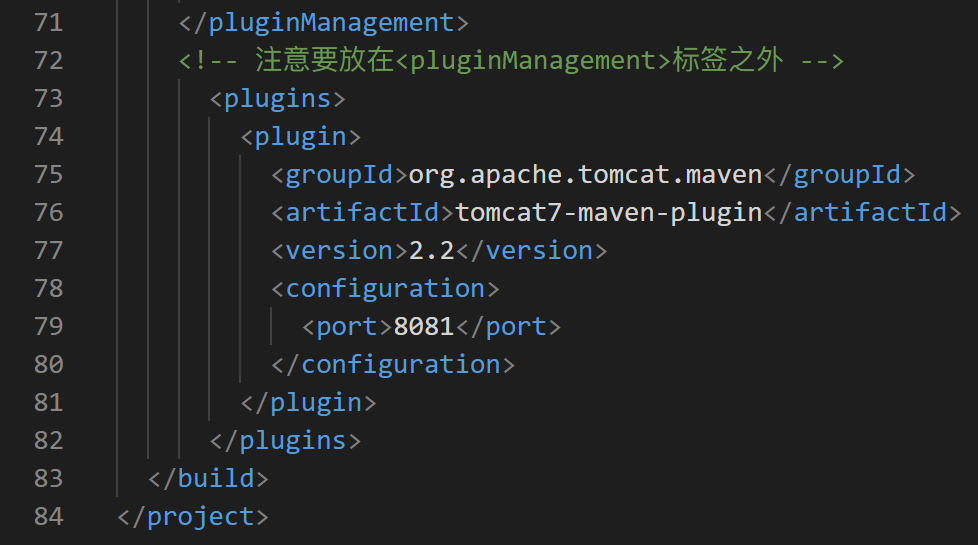 71 </pluginManagement>
72 <!-- 注意要放在<pluginManagement>标签之外 -->
73 <plugins>
74 <plugin>
75 <groupId>org.apache.tomcat.maven</groupId>
76 <artifactId>tomcat7-maven-plugin</artifactId>
77 <version>2.2</version>
78 <configuration>
79 <port>8081</port>
80 </configuration>
81 </plugin>
82 </plugins>
83 </build>
84 </project>